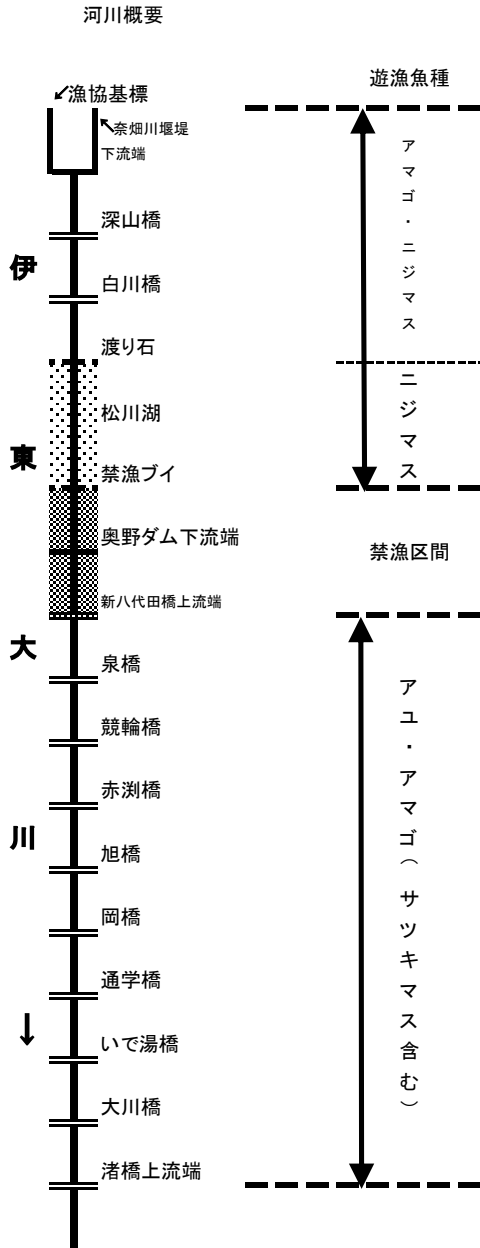 河川概要
遊漁魚種
↙漁協基標
↖奈畑川堰堤
下流端
深山橋
白川橋
渡り石
松川湖
禁漁ブイ
奥野ダム下流端
新八代田橋上流端
泉橋
競輪橋
赤渕橋
旭橋
岡橋
通学橋
いで湯橋
大川橋
渚橋上流端
伊東大川↓
アマゴ・ニジマス
ニジマス
禁漁区間
アユ・アマゴ(サツキマス含む)